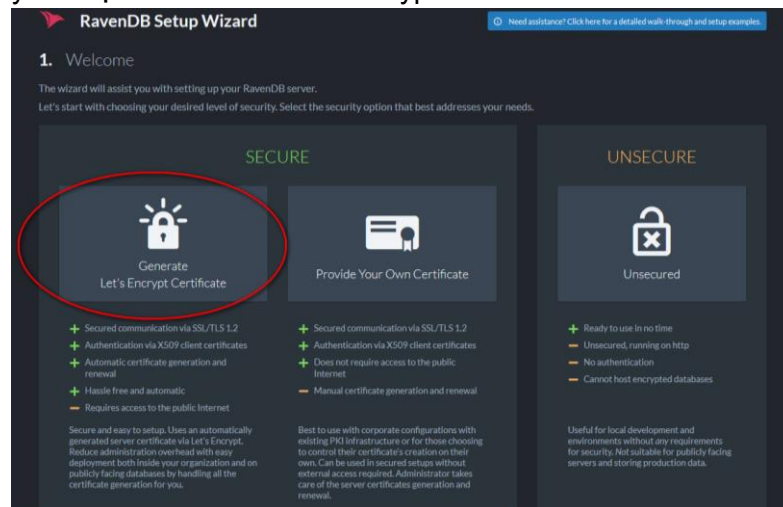 RavenDB Setup Wizard
Need assistance? Click here for a detailed walk-through and setup examples.
1. Welcome
The wizard will assist you with setting up your RavenDB server.
Let's start with choosing your desired level of security. Select the security option that best addresses your needs.
SECURE
Generate
Let's Encrypt Certificate
+ Secured communication via SSL/TLS 1.2
+ Authentication via X509 client certificates
+ Automatic certificate generation and
renewal
+ Hassle free and automatic
− Requires access to the public Internet
Secure and easy to setup. Uses an automatically
generated server certificate via Let's Encrypt.
Reduce administration overhead with easy
deployment both inside your organization and on
publicly facing databases by handling all the
certificate generation for you.
Provide Your Own Certificate
+ Secured communication via SSL/TLS 1.2
+ Authentication via X509 client certificates
+ Does not require access to the public
Internet
− Manual certificate generation and renewal
Best to use with corporate configurations with
existing PKI infrastructure or for those choosing
to control their certificate's creation on their
own. Can be used in secured setups without
external access required. Administrator takes
care of the server certificates generation and
renewal.
UNSECURE
Unsecured
+ Ready to use in no time
− Unsecured, running on http
− No authentication
− Cannot host encrypted databases
Useful for local development and
environments without any requirements
for security. Not suitable for publicly facing
servers and storing production data.